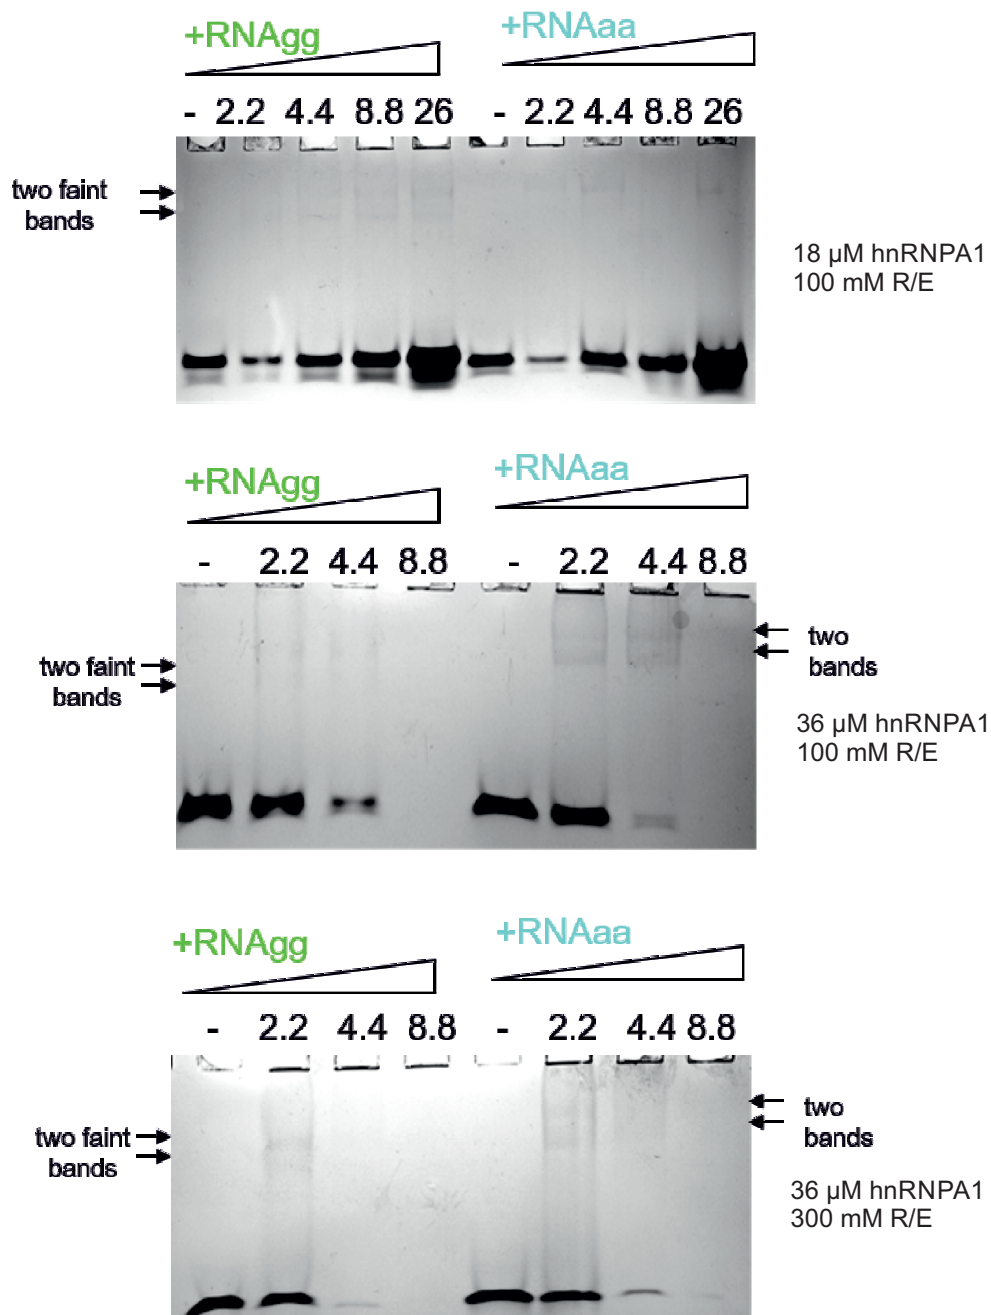 +RNAgg +RNAaa
- 2.2 4.4 8.8 26 - 2.2 4.4 8.8 26
two faint
bands
18 µM hnRNPA1
100 mM R/E
+RNAgg +RNAaa
- 2.2 4.4 8.8 - 2.2 4.4 8.8
two faint
bands
two
bands
36 µM hnRNPA1
100 mM R/E
+RNAgg +RNAaa
- 2.2 4.4 8.8 - 2.2 4.4 8.8
two faint
bands
two
bands
36 µM hnRNPA1
300 mM R/E